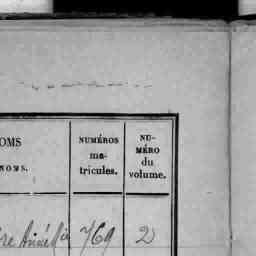 OMS
NOMS.
NUMÉROS
ma-
tricules.
NU-
MÉRO
du
volume.
769 2